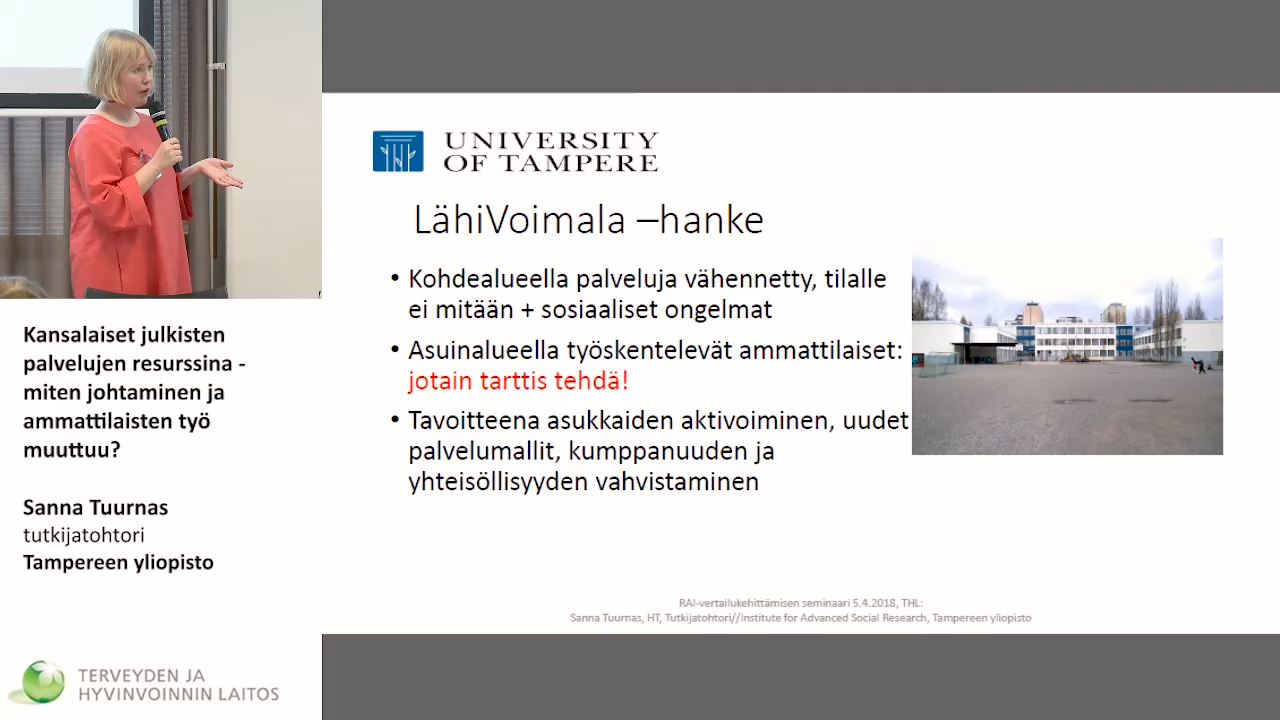 Kansalaiset julkisten
palvelujen resurssina -
miten johtaminen ja
ammattilaisten työ
muuttuu?
Sanna Tuurnas
tutkijatohtori
Tampereen yliopisto
TERVEYDEN JA
HYVINVOINNIN LAITOS
UNIVERSITY
OF TAMPERE
LähiVoimala –hanke
• Kohdealueella palveluja vähennetty, tilalle
ei mitään + sosiaaliset ongelmat
• Asuinalueella työskentelevät ammattilaiset:
jotain tarttis tehdä!
• Tavoitteena asukkaiden aktivoiminen, uudet
palvelumallit, kumppanuuden ja
yhteisöllisyyden vahvistaminen
RAI-vertailukehittämisen seminaari 5.4.2018, THL:
Sanna Tuurnas, HT, Tutkijatohtori//Institute for Advanced Social Research, Tampereen yliopisto